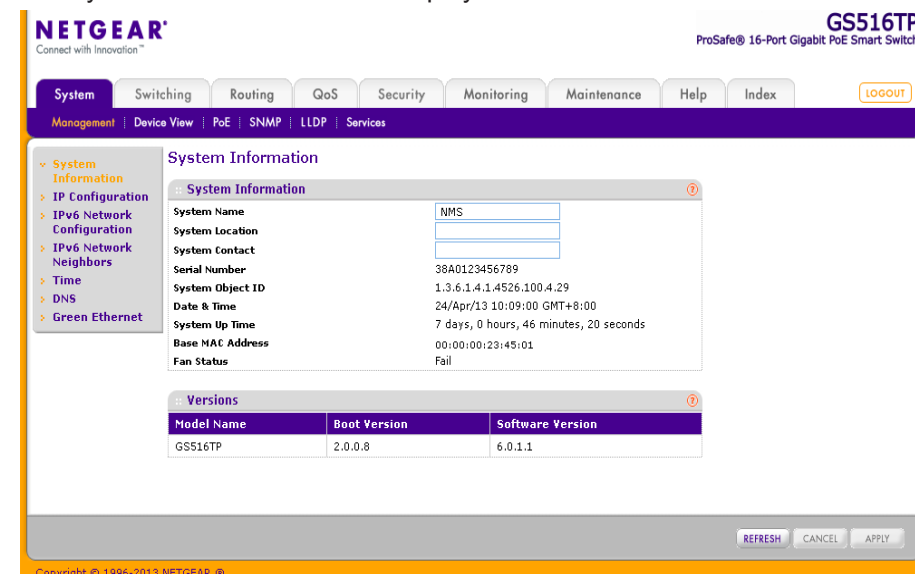 NETGEAR®
Connect with Innovation™
GS516TP
ProSafe® 16-Port Gigabit PoE Smart Switch
System Switching Routing QoS Security Monitoring Maintenance Help Index LOGOUT
Management Device View PoE SNMP LLDP Services
System Information
IP Configuration
IPv6 Network Configuration
IPv6 Network Neighbors
Time
DNS
Green Ethernet
System Information
System Information
System Name NMS
System Location
System Contact
Serial Number 38A0123456789
System Object ID 1.3.6.1.4.1.4526.100.4.29
Date & Time 24/Apr/13 10:09:00 GMT+8:00
System Up Time 7 days, 0 hours, 46 minutes, 20 seconds
Base MAC Address 00:00:00:23:45:01
Fan Status Fail
Versions
Model Name Boot Version Software Version
GS516TP 2.0.0.8 6.0.1.1
REFRESH CANCEL APPLY
Copyright © 1996-2013 NETGEAR ®